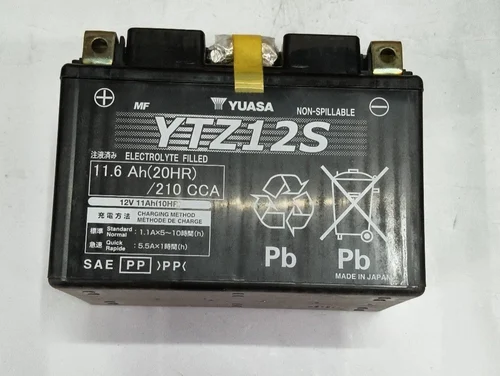 MF
YUASA
NON-SPILLABLE
YTZ12S
注液済み ELECTROLYTE FILLED
11.6 Ah(20HR)
/210 CCA
12V 11Ah(10HR)
充電方法 CHARGING METHOD
MÉTHODE DE CHARGE
標準 Standard Normal : 1.1A×5~10時間(h)
急速 Quick Rapide : 5.5A×1時間(h)
SAE PP >PP<
Pb
Pb
MADE IN JAPAN